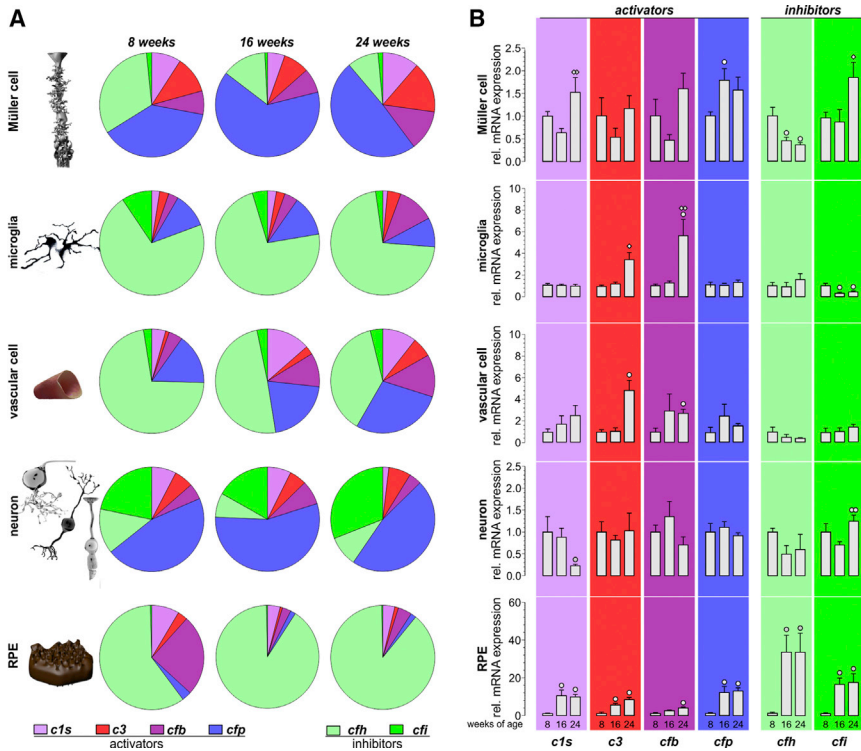 A
8 weeks 16 weeks 24 weeks
Müller cell
microglia
vascular cell
neuron
RPE
c1s c3 cfb cfp cfh cfi
activators inhibitors
B
activators inhibitors
Müller cell
rel. mRNA expression
2.5
2.0
1.5
1.0
0.5
0.0
microglia
rel. mRNA expression
10
8
6
4
2
0
vascular cell
rel. mRNA expression
10
8
6
4
2
0
neuron
rel. mRNA expression
2.5
2.0
1.5
1.0
0.5
0.0
RPE
rel. mRNA expression
60
40
20
0
weeks of age 8 16 24 8 16 24 8 16 24 8 16 24 8 16 24 8 16 24
c1s c3 cfb cfp cfh cfi